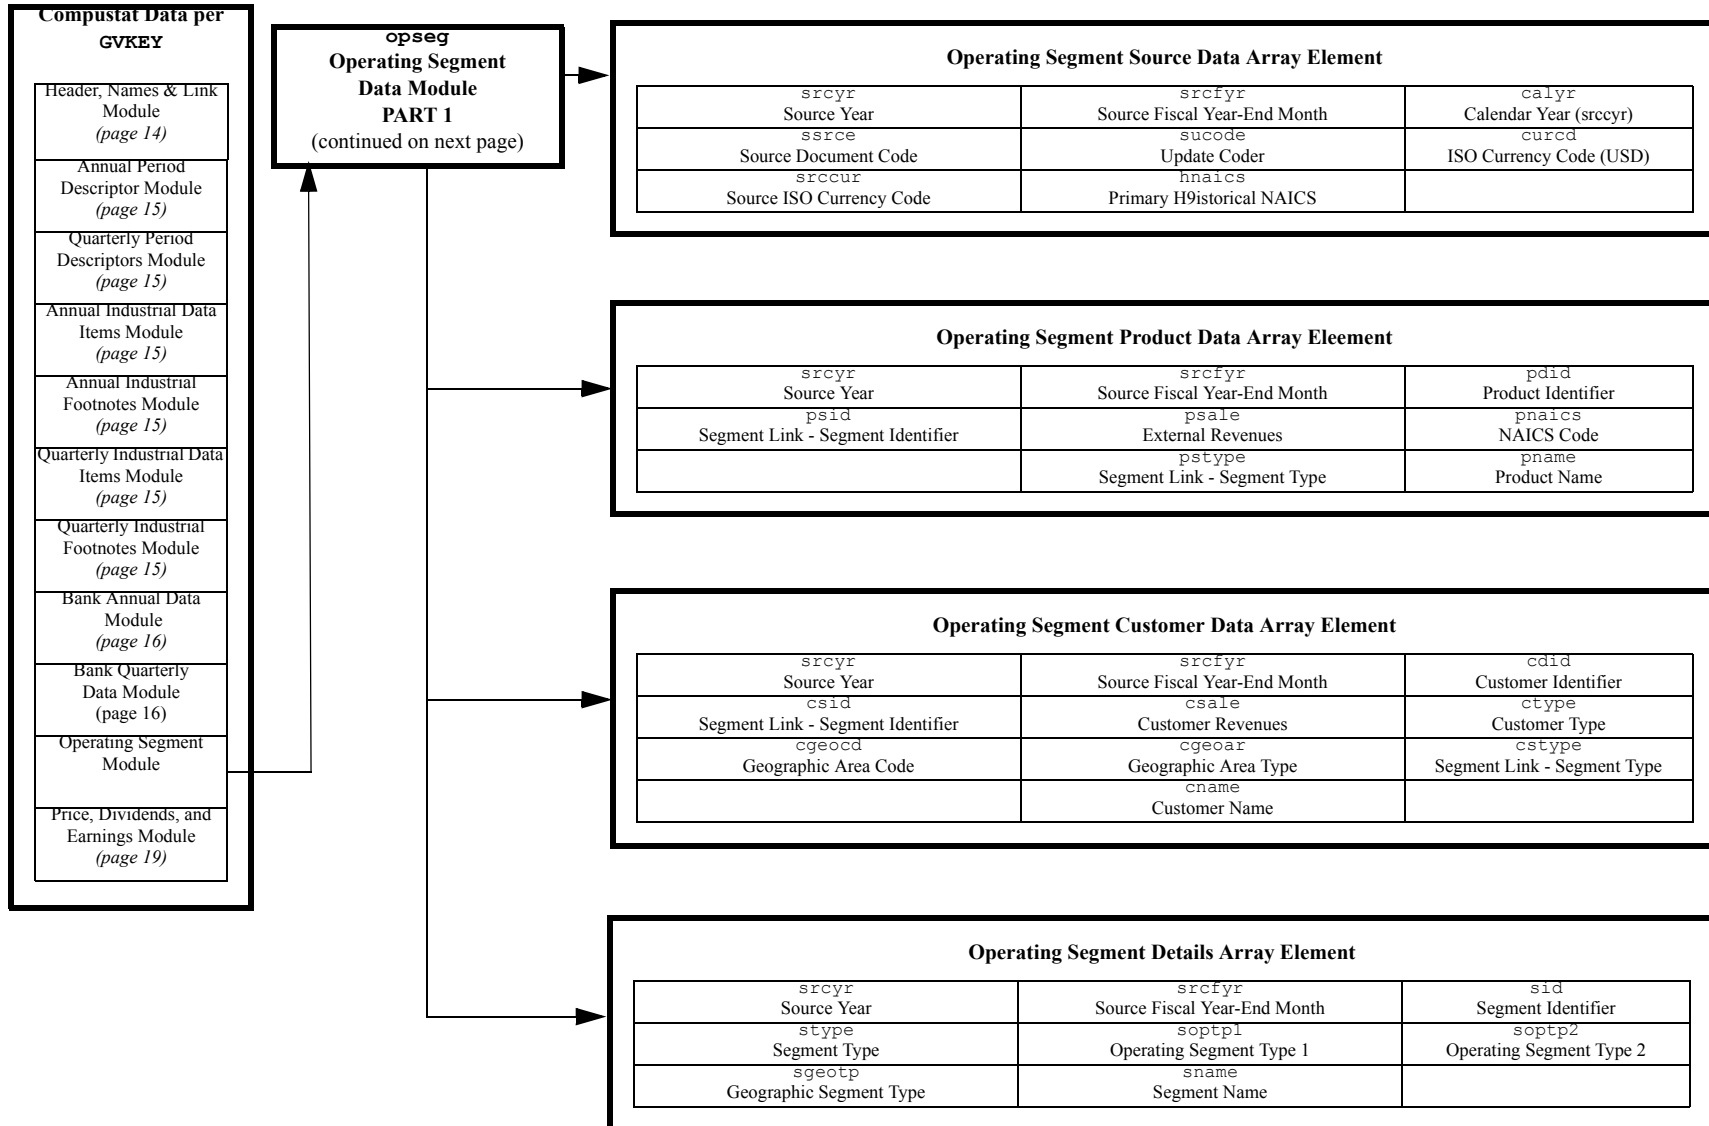 Compustat Data per
GVKEY
Header, Names & Link
Module
(page 14)
Annual Period
Descriptor Module
(page 15)
Quarterly Period
Descriptors Module
(page 15)
Annual Industrial Data
Items Module
(page 15)
Annual Industrial
Footnotes Module
(page 15)
Quarterly Industrial Data
Items Module
(page 15)
Quarterly Industrial
Footnotes Module
(page 15)
Bank Annual Data
Module
(page 16)
Bank Quarterly
Data Module
(page 16)
Operating Segment
Module
Price, Dividends, and
Earnings Module
(page 19)
opseg
Operating Segment
Data Module
PART 1
(continued on next page)
Operating Segment Source Data Array Element
srcyr srcfyr calyr
Source Year Source Fiscal Year-End Month Calendar Year (srccyr)
ssrce sucode curcd
Source Document Code Update Coder ISO Currency Code (USD)
srccur hnaics
Source ISO Currency Code Primary H9istorical NAICS
Operating Segment Product Data Array Eleement
srcyr srcfyr pdid
Source Year Source Fiscal Year-End Month Product Identifier
psid psale pnaics
Segment Link - Segment Identifier External Revenues NAICS Code
pstype pname
Segment Link - Segment Type Product Name
Operating Segment Customer Data Array Element
srcyr srcfyr cdid
Source Year Source Fiscal Year-End Month Customer Identifier
csid csale ctype
Segment Link - Segment Identifier Customer Revenues Customer Type
cgeocd cgeoar cstype
Geographic Area Code Geographic Area Type Segment Link - Segment Type
cname
Customer Name
Operating Segment Details Array Element
srcyr srcfyr sid
Source Year Source Fiscal Year-End Month Segment Identifier
stype soptp1 soptp2
Segment Type Operating Segment Type 1 Operating Segment Type 2
sgeotp sname
Geographic Segment Type Segment Name